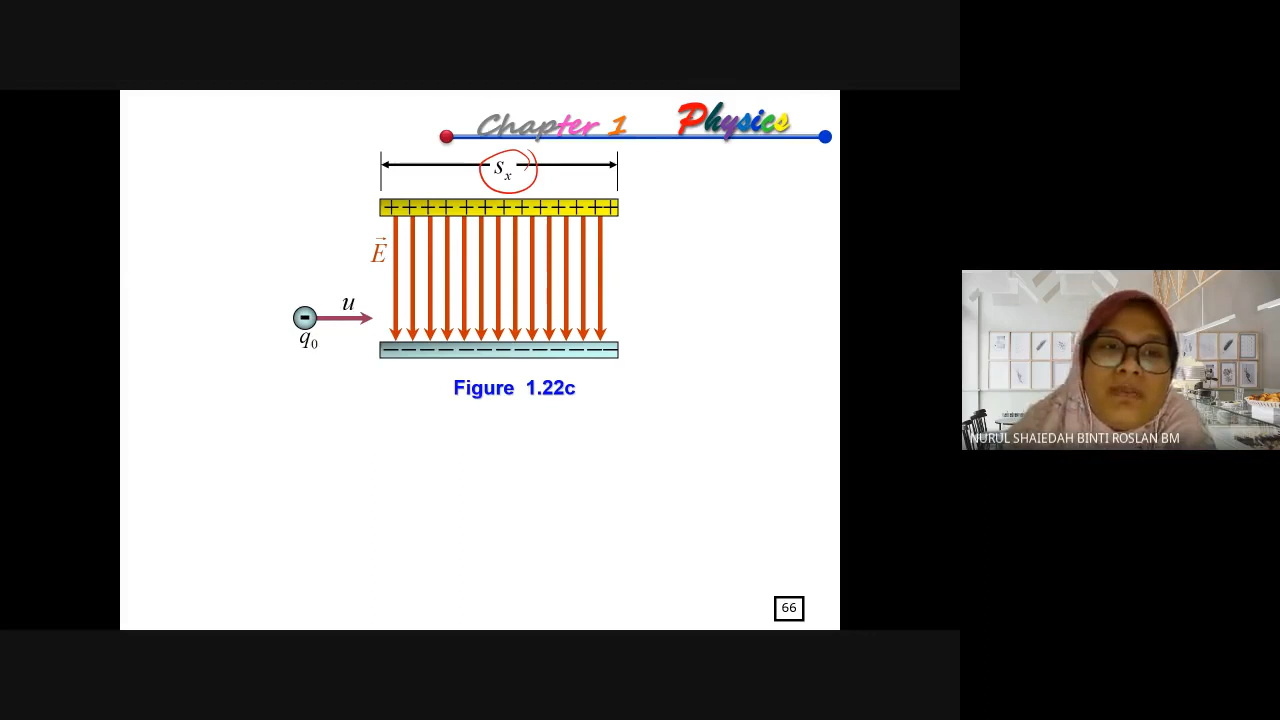 Chapter 1 Physics
sₓ
E
u
q₀
Figure 1.22c
66
NURUL SHAIEDAH BINTI ROSLAN BM